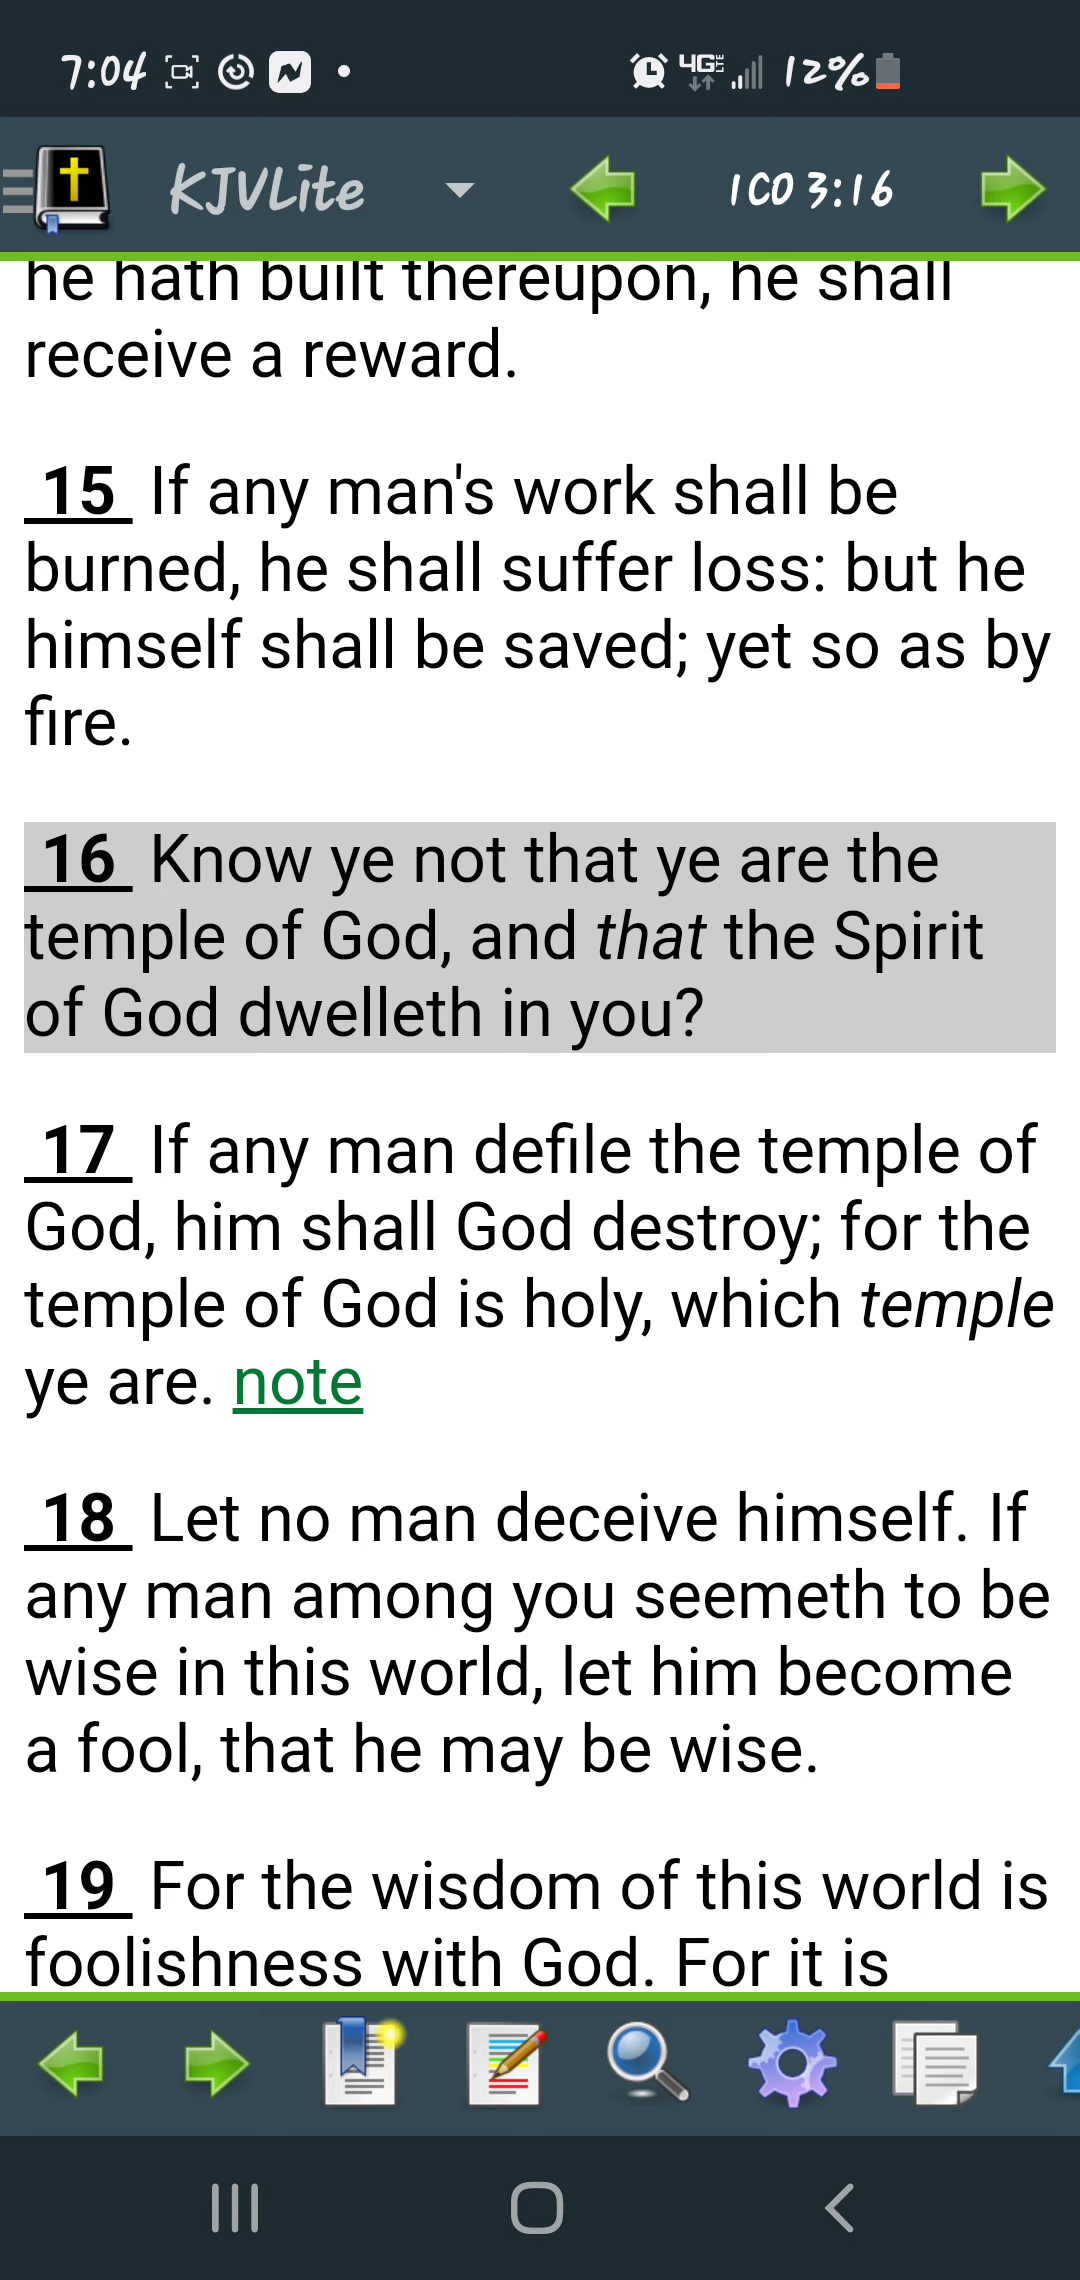 7:04
4G LTE
12%
KJVLite
1CO 3:16
he hath built thereupon, he shall
receive a reward.
15 If any man's work shall be
burned, he shall suffer loss: but he
himself shall be saved; yet so as by
fire.
16 Know ye not that ye are the
temple of God, and that the Spirit
of God dwelleth in you?
17 If any man defile the temple of
God, him shall God destroy; for the
temple of God is holy, which temple
ye are. note
18 Let no man deceive himself. If
any man among you seemeth to be
wise in this world, let him become
a fool, that he may be wise.
19 For the wisdom of this world is
foolishness with God. For it is